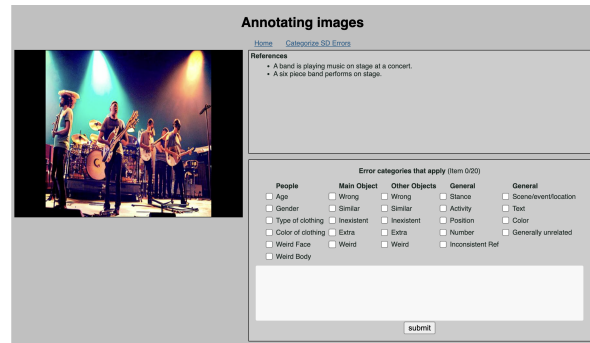 Annotating images
Home Categorize SD Errors
References
• A band is playing music on stage at a concert.
• A six piece band performs on stage.
Error categories that apply (Item 0/20)
People Main Object Other Objects General General
Age Wrong Wrong Stance Scene/event/location
Gender Similar Similar Activity Text
Type of clothing Inexistent Inexistent Position Color
Color of clothing Extra Extra Number Generally unrelated
Weird Face Weird Weird Inconsistent Ref
Weird Body
submit